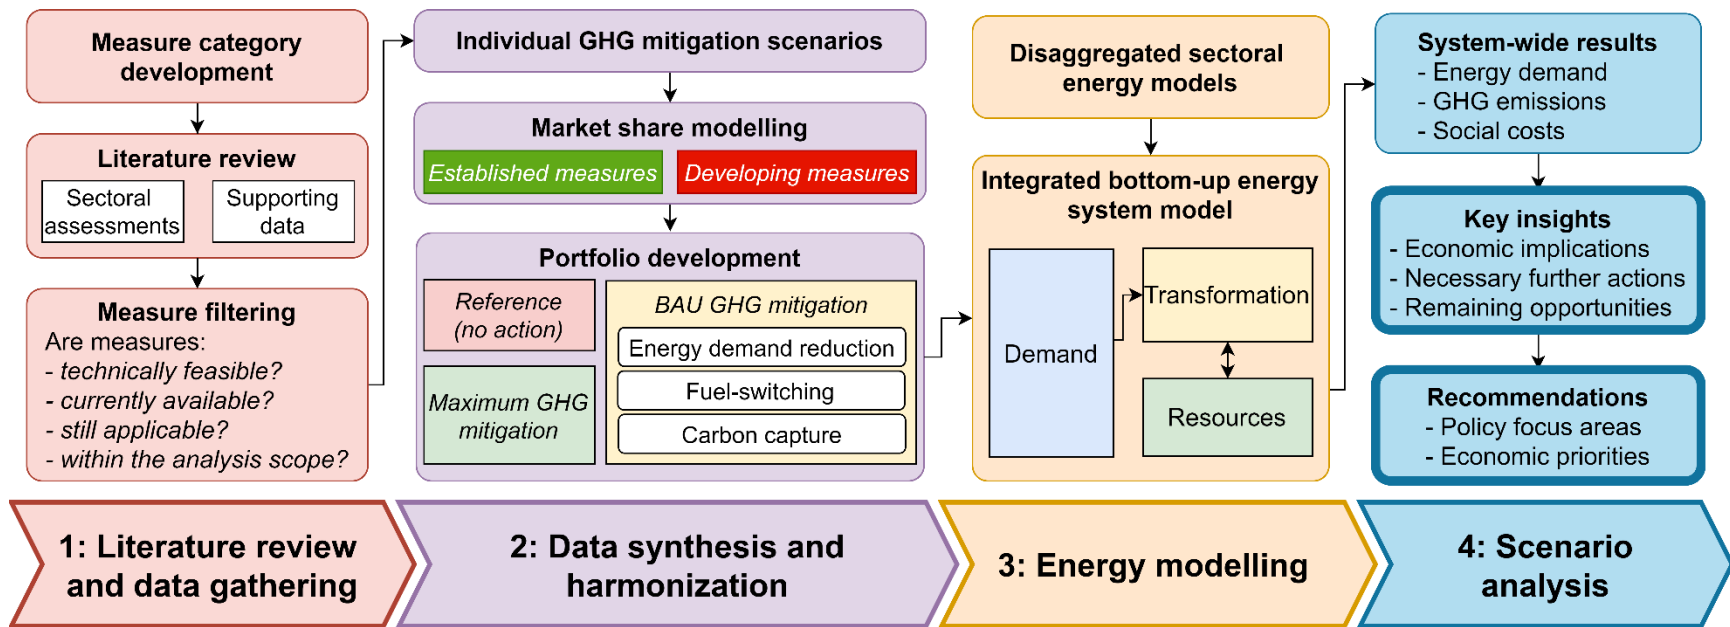 Measure category
development
Literature review
Sectoral
assessments
Supporting
data
Measure filtering
Are measures:
- technically feasible?
- currently available?
- still applicable?
- within the analysis scope?
Individual GHG mitigation scenarios
Market share modelling
Established measures
Developing measures
Portfolio development
Reference
(no action)
Maximum GHG
mitigation
BAU GHG mitigation
Energy demand reduction
Fuel-switching
Carbon capture
Disaggregated sectoral
energy models
Integrated bottom-up energy
system model
Demand
Transformation
Resources
System-wide results
- Energy demand
- GHG emissions
- Social costs
Key insights
- Economic implications
- Necessary further actions
- Remaining opportunities
Recommendations
- Policy focus areas
- Economic priorities
1: Literature review
and data gathering
2: Data synthesis and
harmonization
3: Energy modelling
4: Scenario
analysis